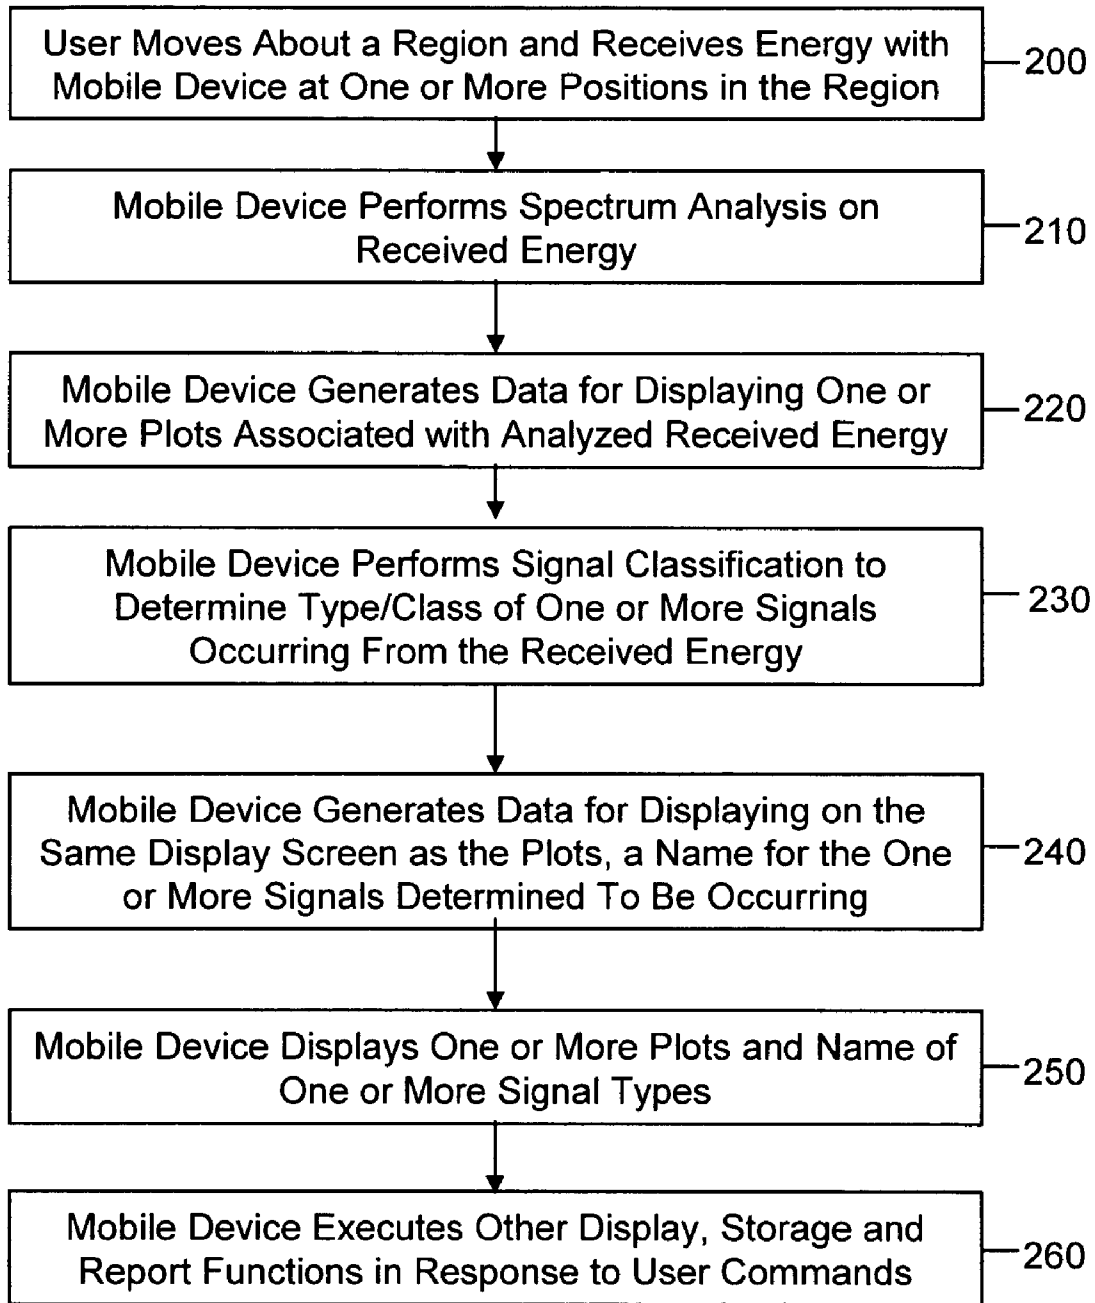 User Moves About a Region and Receives Energy with
Mobile Device at One or More Positions in the Region
200
Mobile Device Performs Spectrum Analysis on
Received Energy
210
Mobile Device Generates Data for Displaying One or
More Plots Associated with Analyzed Received Energy
220
Mobile Device Performs Signal Classification to
Determine Type/Class of One or More Signals
Occurring From the Received Energy
230
Mobile Device Generates Data for Displaying on the
Same Display Screen as the Plots, a Name for the One
or More Signals Determined To Be Occurring
240
Mobile Device Displays One or More Plots and Name of
One or More Signal Types
250
Mobile Device Executes Other Display, Storage and
Report Functions in Response to User Commands
260